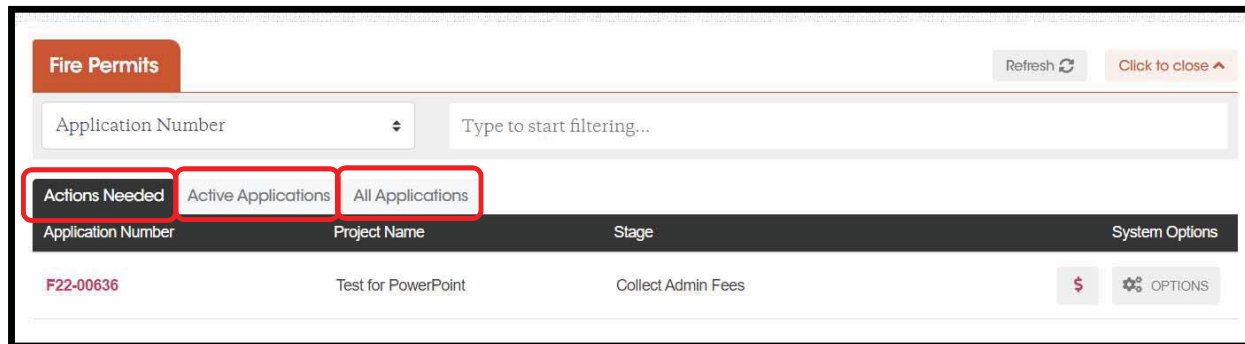 Fire Permits
Refresh
Click to close
Application Number
Type to start filtering...
Actions Needed
Active Applications
All Applications
Application Number
Project Name
Stage
System Options
F22-00636
Test for PowerPoint
Collect Admin Fees
$
OPTIONS